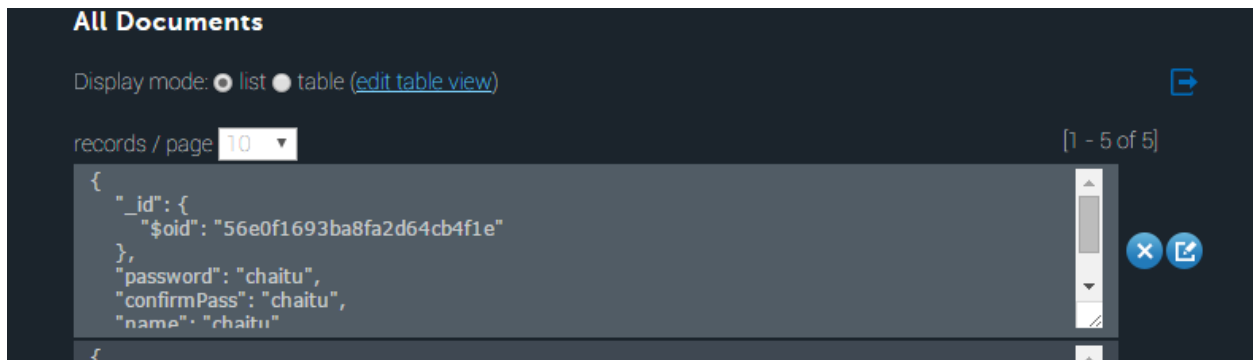 All Documents
Display mode: list table (edit table view)
records / page 10 [1 - 5 of 5]
{
"_id": {
"$oid": "56e0f1693ba8fa2d64cb4f1e"
},
"password": "chaitu",
"confirmPass": "chaitu",
"name": "chaitu"
{